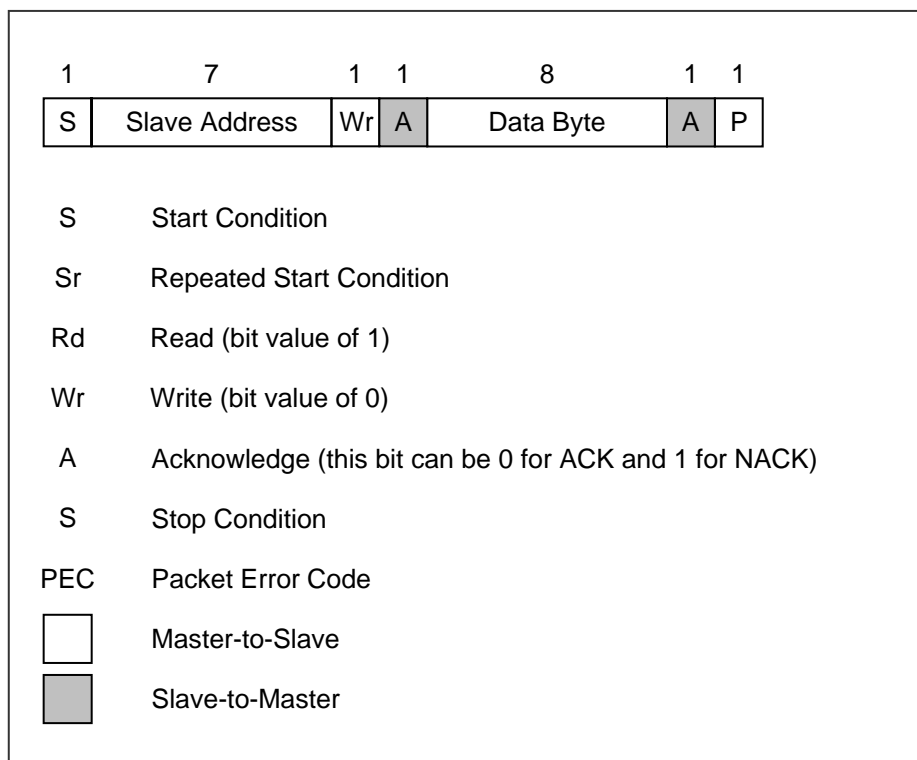 1 7 1 1 8 1 1
S Slave Address Wr A Data Byte A P
S Start Condition
Sr Repeated Start Condition
Rd Read (bit value of 1)
Wr Write (bit value of 0)
A Acknowledge (this bit can be 0 for ACK and 1 for NACK)
S Stop Condition
PEC Packet Error Code
Master-to-Slave
Slave-to-Master